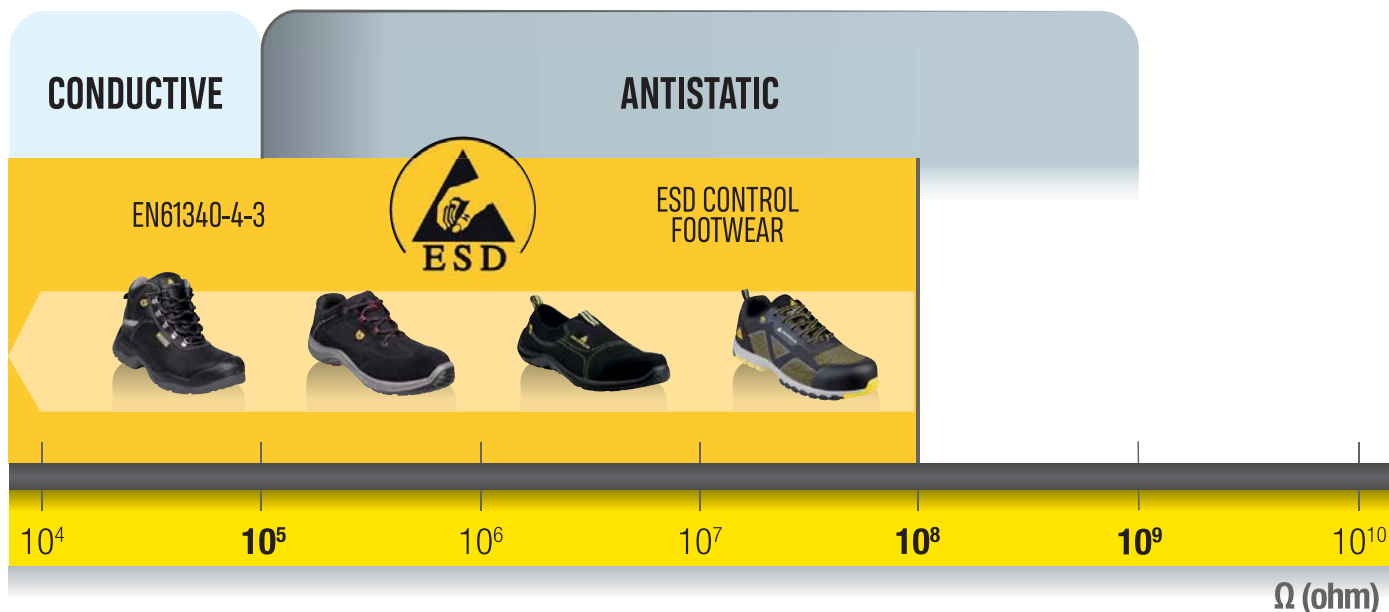 CONDUCTIVE
ANTISTATIC
EN61340-4-3
ESD
ESD CONTROL
FOOTWEAR
10⁴
10⁵
10⁶
10⁷
10⁸
10⁹
10¹⁰
Ω (ohm)